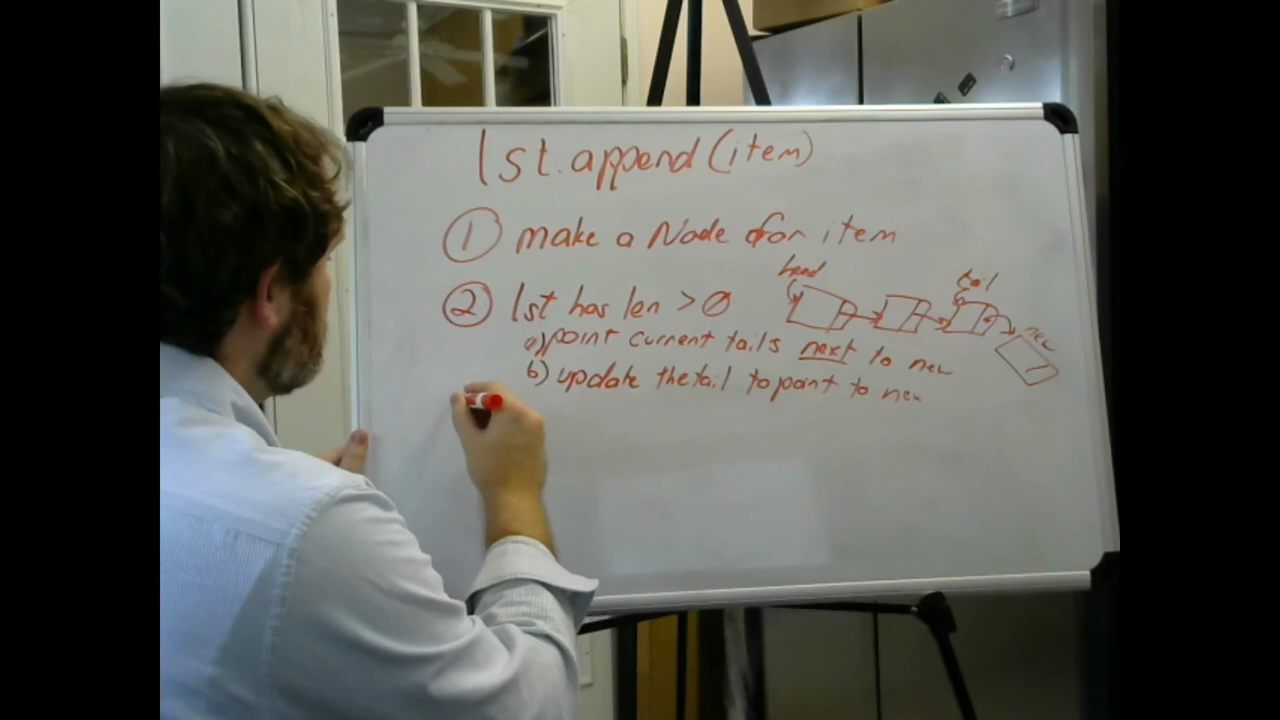 lst.append(item)
① make a Node for item
② lst has len > 0
head
tail
new
a) point current tails next to new
b) update the tail to point to new